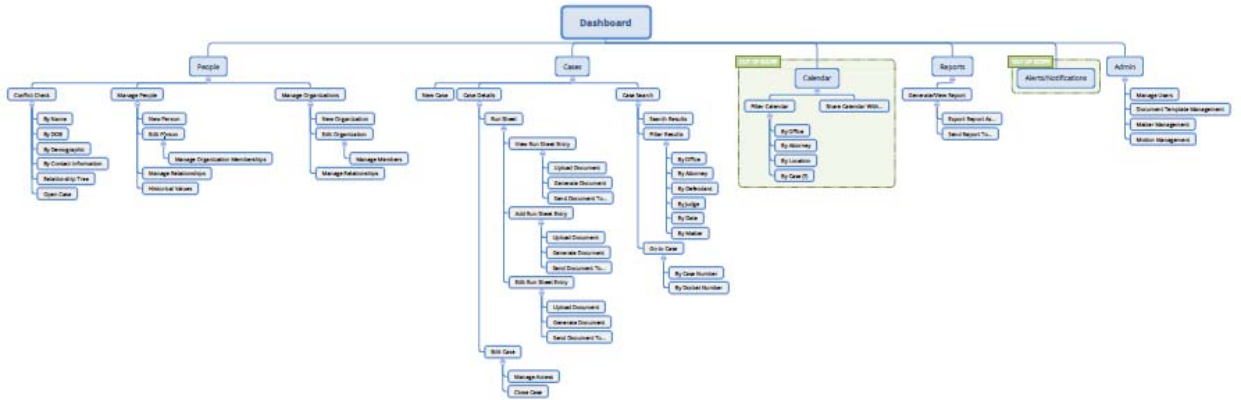 Dashboard
People
Cases
OUT OF SCOPE
Calendar
Reports
OUT OF SCOPE
Alerts/Notifications
Admin
Conflict Check
By Name
By DOB
By Demographic
By Contact Information
Relationship Tree
Open Case
Manage People
New Person
Edit Person
Manage Organization Memberships
Manage Relationships
Historical Values
Manage Organizations
New Organization
Edit Organization
Manage Members
Manage Relationships
New Case
Case Details
Run Sheet
View Run Sheet Entry
Upload Document
Generate Document
Send Document To...
Add Run Sheet Entry
Upload Document
Generate Document
Send Document To...
Edit Run Sheet Entry
Upload Document
Generate Document
Send Document To...
Edit Case
Manage Access
Close Case
Case Search
Search Results
Filter Results
By Office
By Attorney
By Defendant
By Judge
By Date
By Matter
Go to Case
By Case Number
By Docket Number
Filter Calendar
By Office
By Attorney
By Location
By Case (?)
Share Calendar With...
Generate/View Report
Export Report As...
Send Report To...
Manage Users
Document Template Management
Matter Management
Motion Management